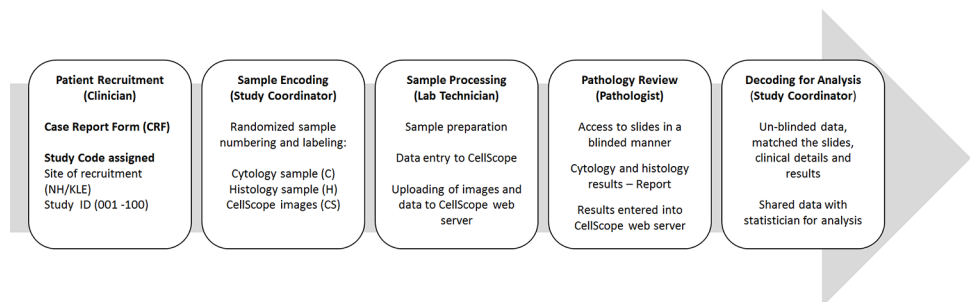 Patient Recruitment
(Clinician)
Case Report Form (CRF)
Study Code assigned
Site of recruitment
(NH/KLE)
Study ID (001 -100)
Sample Encoding
(Study Coordinator)
Randomized sample
numbering and labeling:
Cytology sample (C)
Histology sample (H)
CellScope images (CS)
Sample Processing
(Lab Technician)
Sample preparation
Data entry to CellScope
Uploading of images and
data to CellScope web
server
Pathology Review
(Pathologist)
Access to slides in a
blinded manner
Cytology and histology
results – Report
Results entered into
CellScope web server
Decoding for Analysis
(Study Coordinator)
Un-blinded data,
matched the slides,
clinical details and
results
Shared data with
statistician for analysis